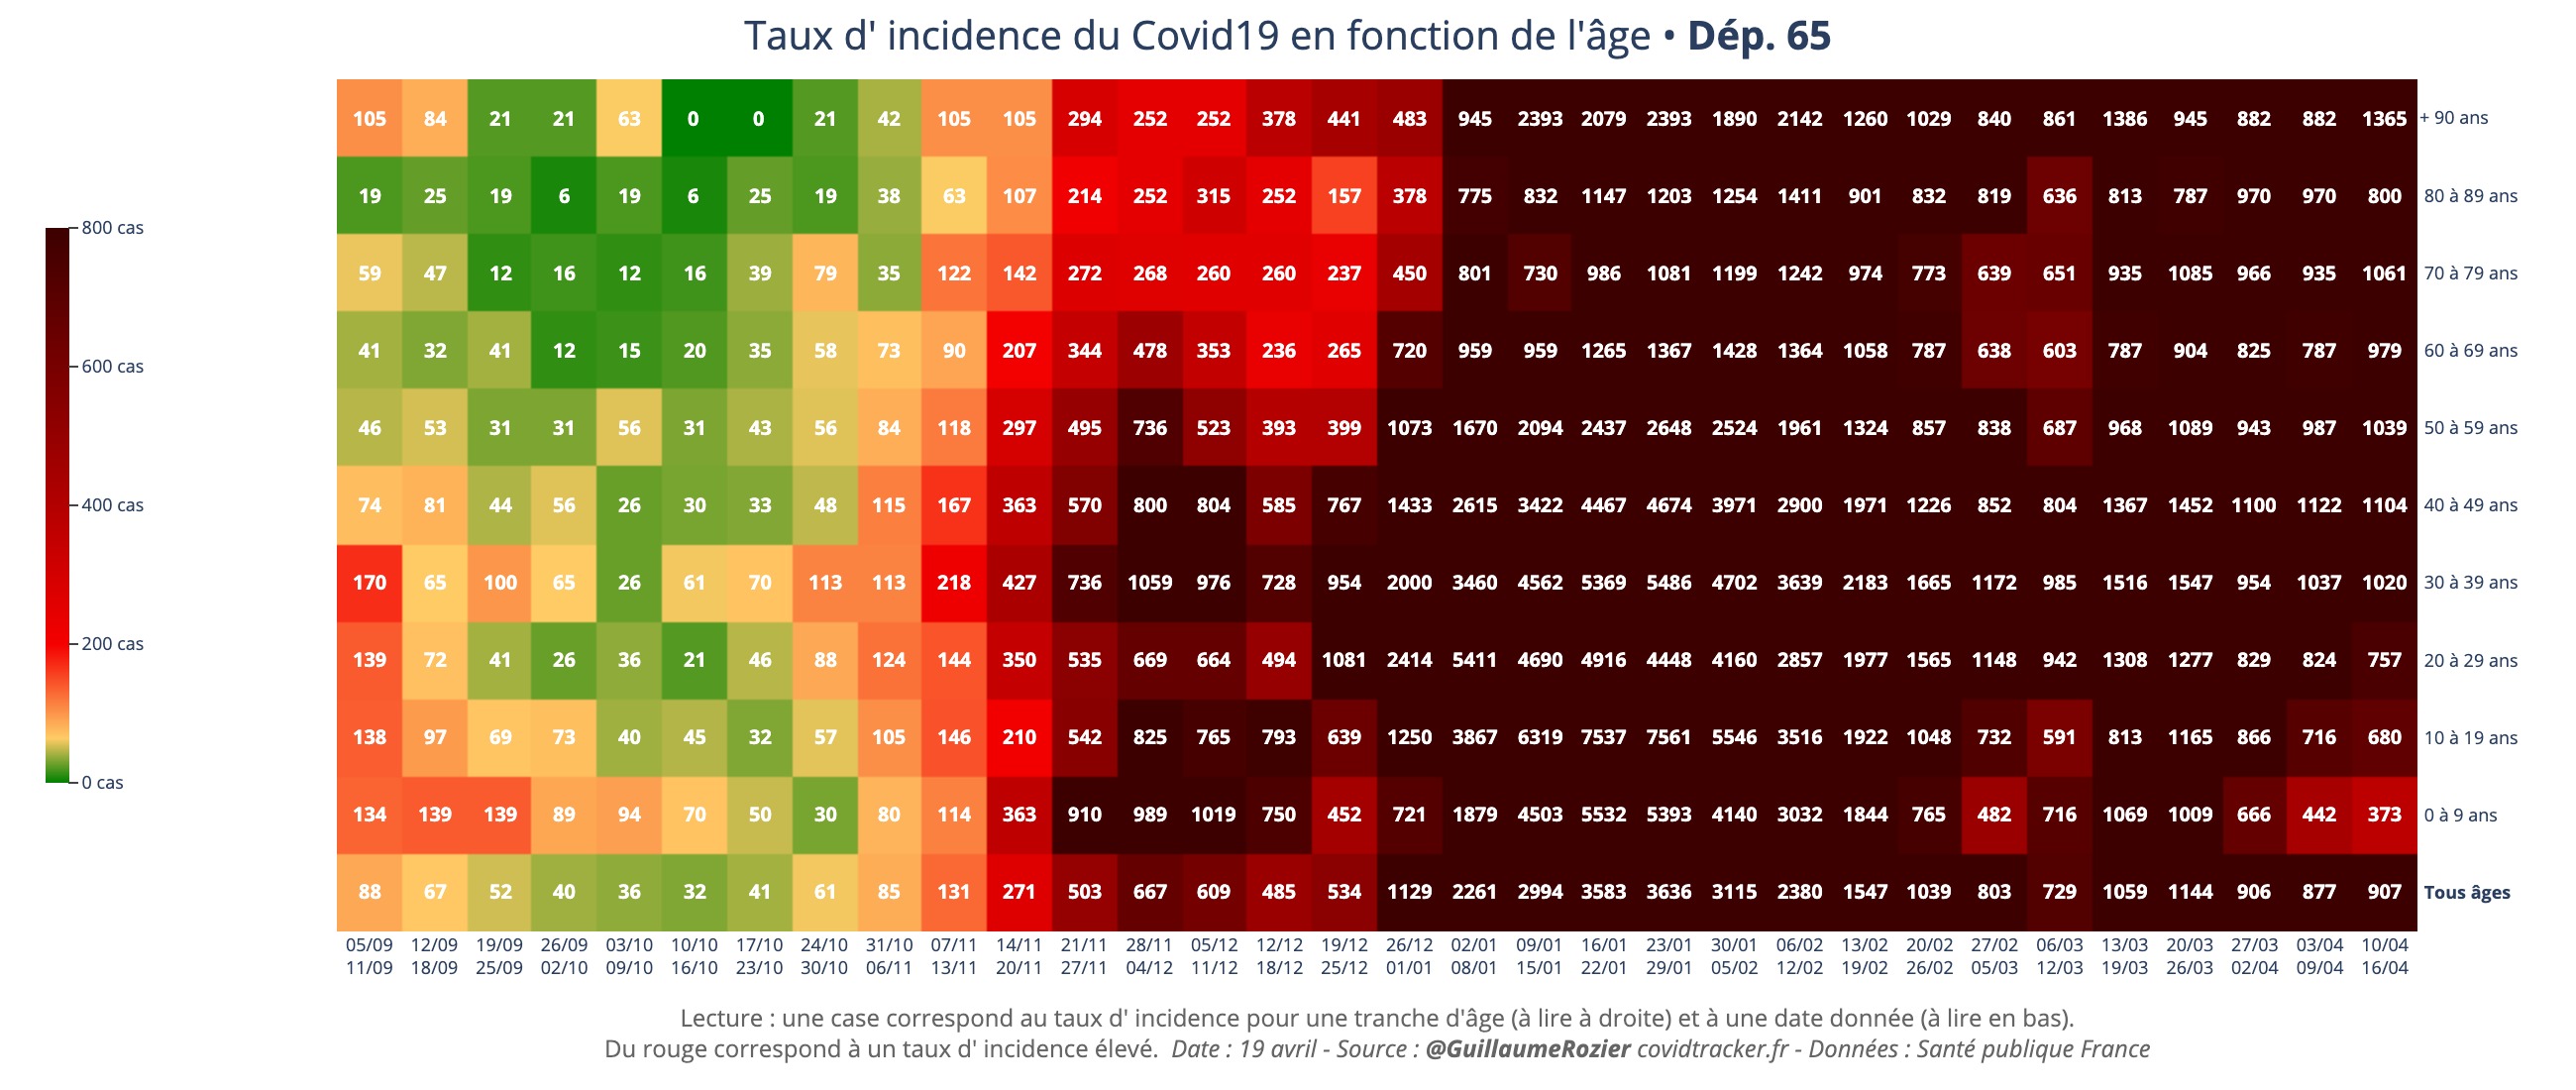 Taux d' incidence du Covid19 en fonction de l'âge • Dép. 65
800 cas
600 cas
400 cas
200 cas
0 cas
105 84 21 21 63 0 0 21 42 105 105 294 252 252 378 441 483 945 2393 2079 2393 1890 2142 1260 1029 840 861 1386 945 882 882 1365 + 90 ans
19 25 19 6 19 6 25 19 38 63 107 214 252 315 252 157 378 775 832 1147 1203 1254 1411 901 832 819 636 813 787 970 970 800 80 à 89 ans
59 47 12 16 12 16 39 79 35 122 142 272 268 260 260 237 450 801 730 986 1081 1199 1242 974 773 639 651 935 1085 966 935 1061 70 à 79 ans
41 32 41 12 15 20 35 58 73 90 207 344 478 353 236 265 720 959 959 1265 1367 1428 1364 1058 787 638 603 787 904 825 787 979 60 à 69 ans
46 53 31 31 56 31 43 56 84 118 297 495 736 523 393 399 1073 1670 2094 2437 2648 2524 1961 1324 857 838 687 968 1089 943 987 1039 50 à 59 ans
74 81 44 56 26 30 33 48 115 167 363 570 800 804 585 767 1433 2615 3422 4467 4674 3971 2900 1971 1226 852 804 1367 1452 1100 1122 1104 40 à 49 ans
170 65 100 65 26 61 70 113 113 218 427 736 1059 976 728 954 2000 3460 4562 5369 5486 4702 3639 2183 1665 1172 985 1516 1547 954 1037 1020 30 à 39 ans
139 72 41 26 36 21 46 88 124 144 350 535 669 664 494 1081 2414 5411 4690 4916 4448 4160 2857 1977 1565 1148 942 1308 1277 829 824 757 20 à 29 ans
138 97 69 73 40 45 32 57 105 146 210 542 825 765 793 639 1250 3867 6319 7537 7561 5546 3516 1922 1048 732 591 813 1165 866 716 680 10 à 19 ans
134 139 139 89 94 70 50 30 80 114 363 910 989 1019 750 452 721 1879 4503 5532 5393 4140 3032 1844 765 482 716 1069 1009 666 442 373 0 à 9 ans
88 67 52 40 36 32 41 61 85 131 271 503 667 609 485 534 1129 2261 2994 3583 3636 3115 2380 1547 1039 803 729 1059 1144 906 877 907 Tous âges
05/09 12/09 19/09 26/09 03/10 10/10 17/10 24/10 31/10 07/11 14/11 21/11 28/11 05/12 12/12 19/12 26/12 02/01 09/01 16/01 23/01 30/01 06/02 13/02 20/02 27/02 06/03 13/03 20/03 27/03 03/04 10/04
11/09 18/09 25/09 02/10 09/10 16/10 23/10 30/10 06/11 13/11 20/11 27/11 04/12 11/12 18/12 25/12 01/01 08/01 15/01 22/01 29/01 05/02 12/02 19/02 26/02 05/03 12/03 19/03 26/03 02/04 09/04 16/04
Lecture : une case correspond au taux d' incidence pour une tranche d'âge (à lire à droite) et à une date donnée (à lire en bas).
Du rouge correspond à un taux d' incidence élevé. Date : 19 avril - Source : @GuillaumeRozier covidtracker.fr - Données : Santé publique France